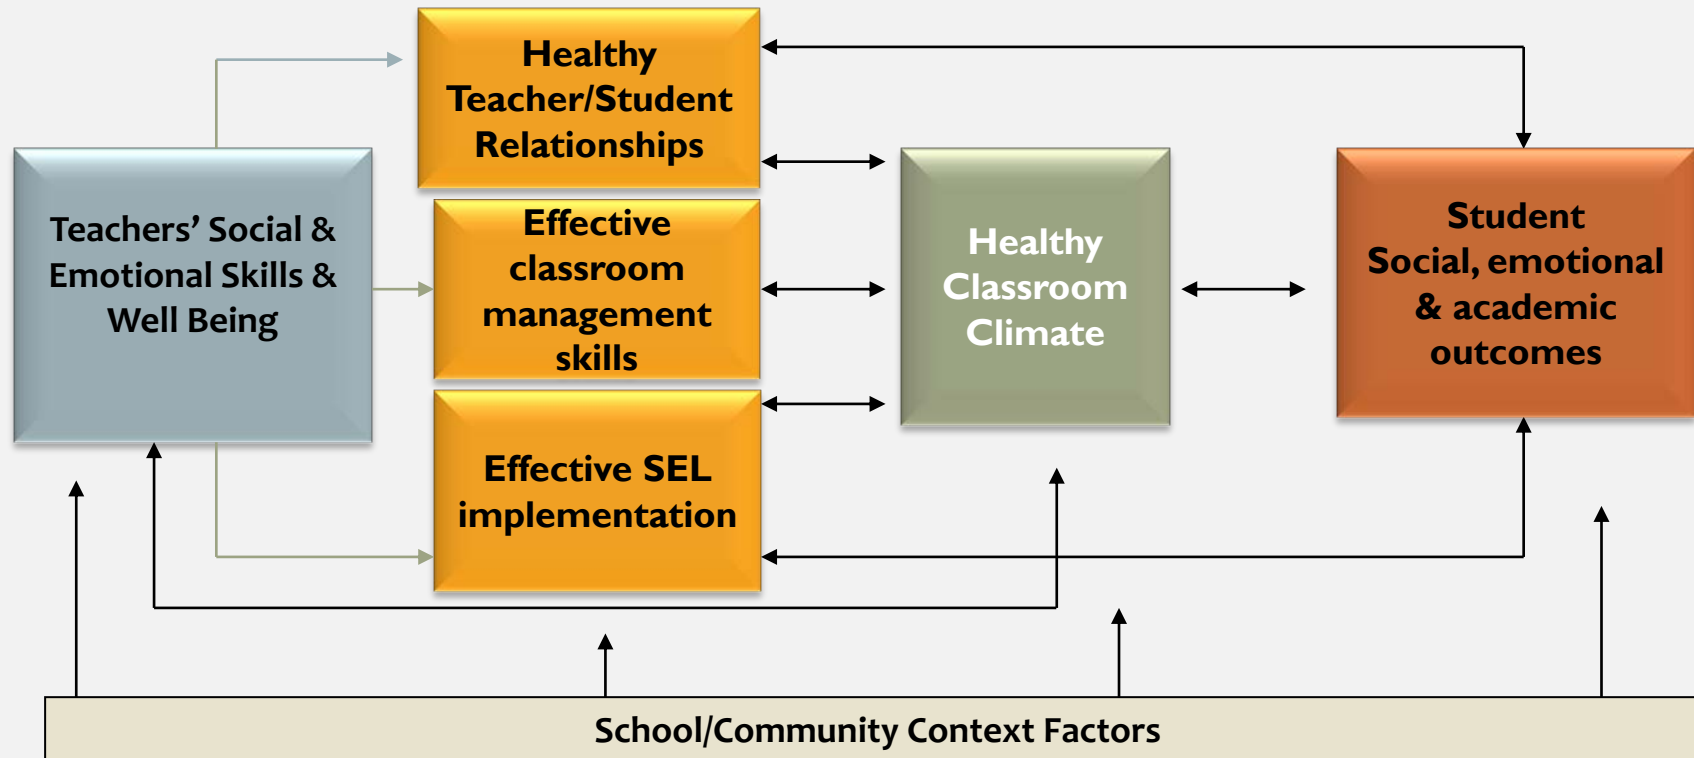 Healthy
Teacher/Student
Relationships
Teachers’ Social &
Emotional Skills &
Well Being
Effective
classroom
management
skills
Effective SEL
implementation
Healthy
Classroom
Climate
Student
Social, emotional
& academic
outcomes
School/Community Context Factors